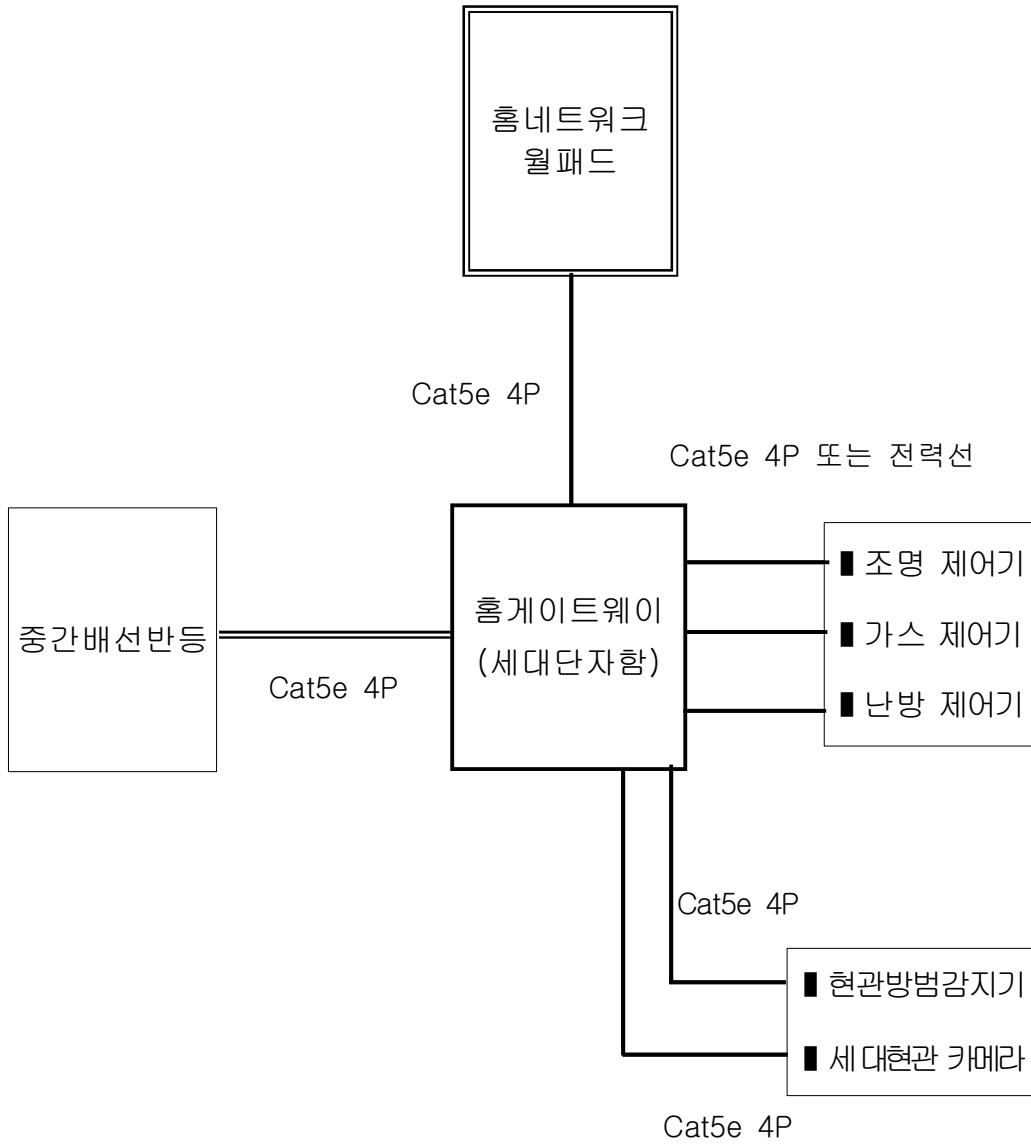 홈네트워크
월패드
Cat5e 4P
Cat5e 4P 또는 전력선
중간배선반등
Cat5e 4P
홈게이트웨이
(세대단자함)
■ 조명 제어기
■ 가스 제어기
■ 난방 제어기
Cat5e 4P
■ 현관방범감지기
■ 세대현관 카메라
Cat5e 4P